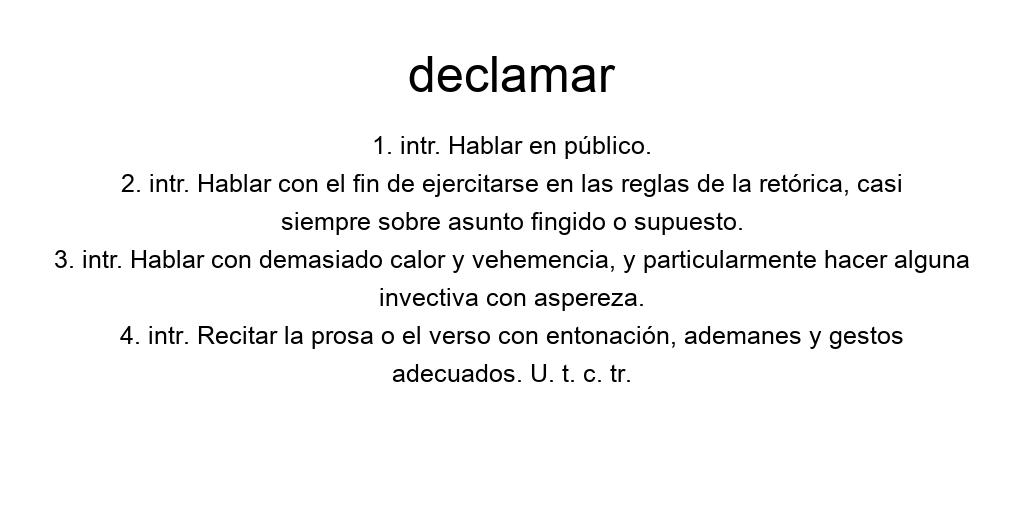 declamar
1. intr. Hablar en público.
2. intr. Hablar con el fin de ejercitarse en las reglas de la retórica, casi
siempre sobre asunto fingido o supuesto.
3. intr. Hablar con demasiado calor y vehemencia, y particularmente hacer alguna
invectiva con aspereza.
4. intr. Recitar la prosa o el verso con entonación, ademanes y gestos
adecuados. U. t. c. tr.